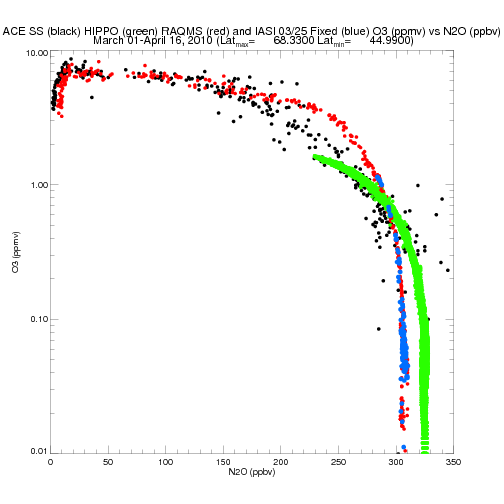 ACE SS (black) HIPPO (green) RAQMS (red) and IASI 03/25 Fixed (blue) O3 (ppmv) vs N2O (ppbv)
March 01-April 16, 2010 (Latmax= 68.3300 Latmin= 44.9900)
10.00
1.00
0.10
0.01
O3 (ppmv)
0 50 100 150 200 250 300 350
N2O (ppbv)